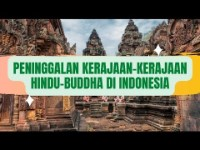 PENINGGALAN KERAJAAN-KERAJAAN
HINDU-BUDDHA DI INDONESIA